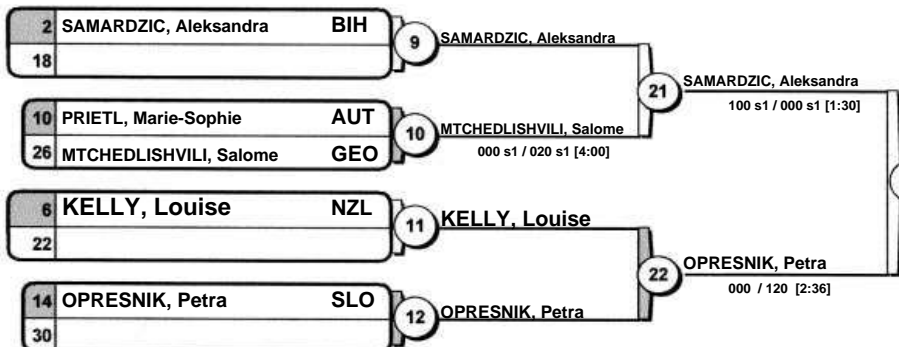 2 SAMARDZIC, Aleksandra BIH
18
9
SAMARDZIC, Aleksandra
10 PRIETL, Marie-Sophie AUT
26 MTCHEDLISHVILI, Salome GEO
10
MTCHEDLISHVILI, Salome
000 s1 / 020 s1 [4:00]
21
SAMARDZIC, Aleksandra
100 s1 / 000 s1 [1:30]
6 KELLY, Louise NZL
22
11
KELLY, Louise
14 OPRESNIK, Petra SLO
30
12
OPRESNIK, Petra
22
OPRESNIK, Petra
000 / 120 [2:36]